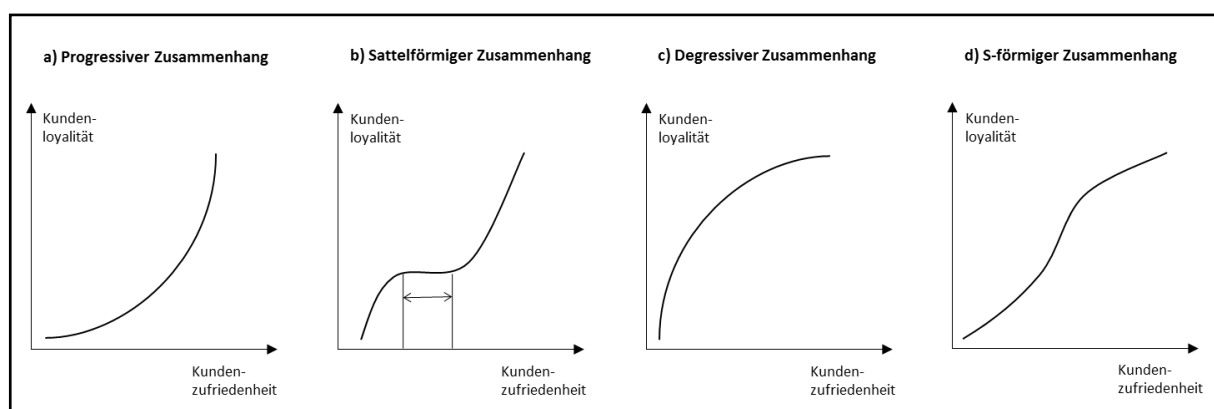 a) Progressiver Zusammenhang
Kunden-
loyalität
Kunden-
zufriedenheit
b) Sattelförmiger Zusammenhang
Kunden-
loyalität
Kunden-
zufriedenheit
c) Degressiver Zusammenhang
Kunden-
loyalität
Kunden-
zufriedenheit
d) S-förmiger Zusammenhang
Kunden-
loyalität
Kunden-
zufriedenheit